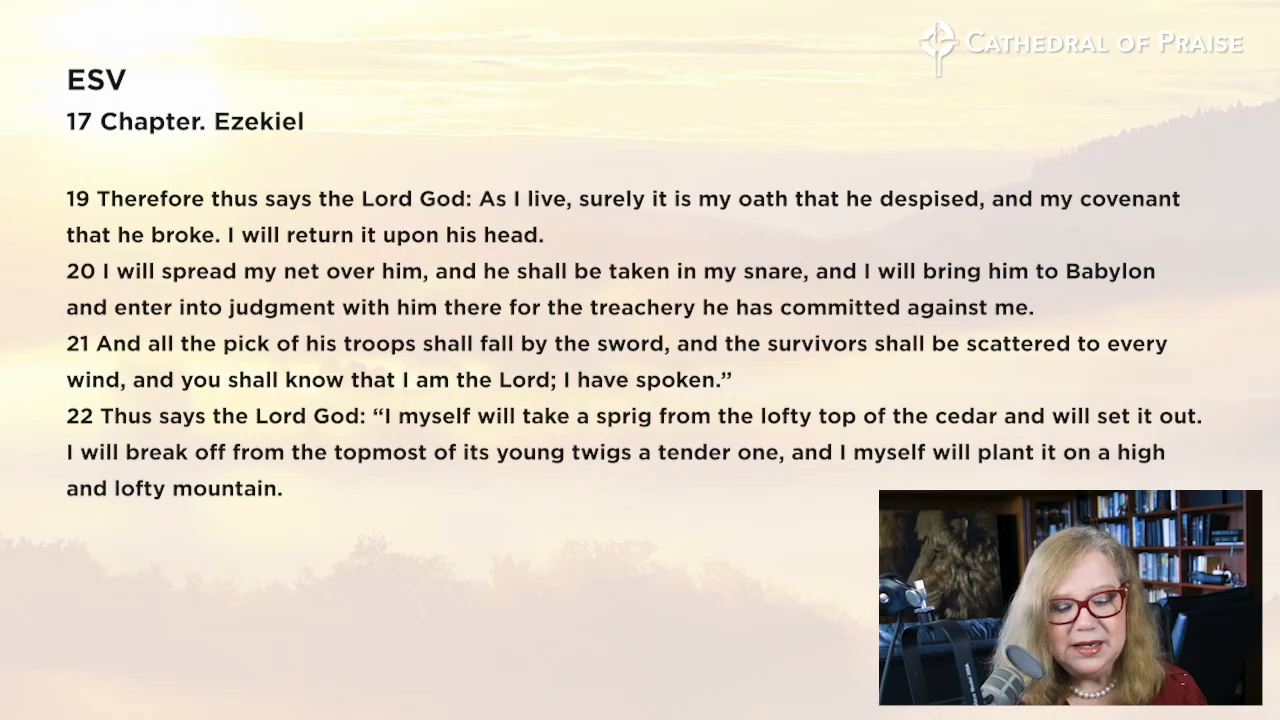 CATHEDRAL OF PRAISE
ESV
17 Chapter. Ezekiel
19 Therefore thus says the Lord God: As I live, surely it is my oath that he despised, and my covenant
that he broke. I will return it upon his head.
20 I will spread my net over him, and he shall be taken in my snare, and I will bring him to Babylon
and enter into judgment with him there for the treachery he has committed against me.
21 And all the pick of his troops shall fall by the sword, and the survivors shall be scattered to every
wind, and you shall know that I am the Lord; I have spoken.”
22 Thus says the Lord God: “I myself will take a sprig from the lofty top of the cedar and will set it out.
I will break off from the topmost of its young twigs a tender one, and I myself will plant it on a high
and lofty mountain.